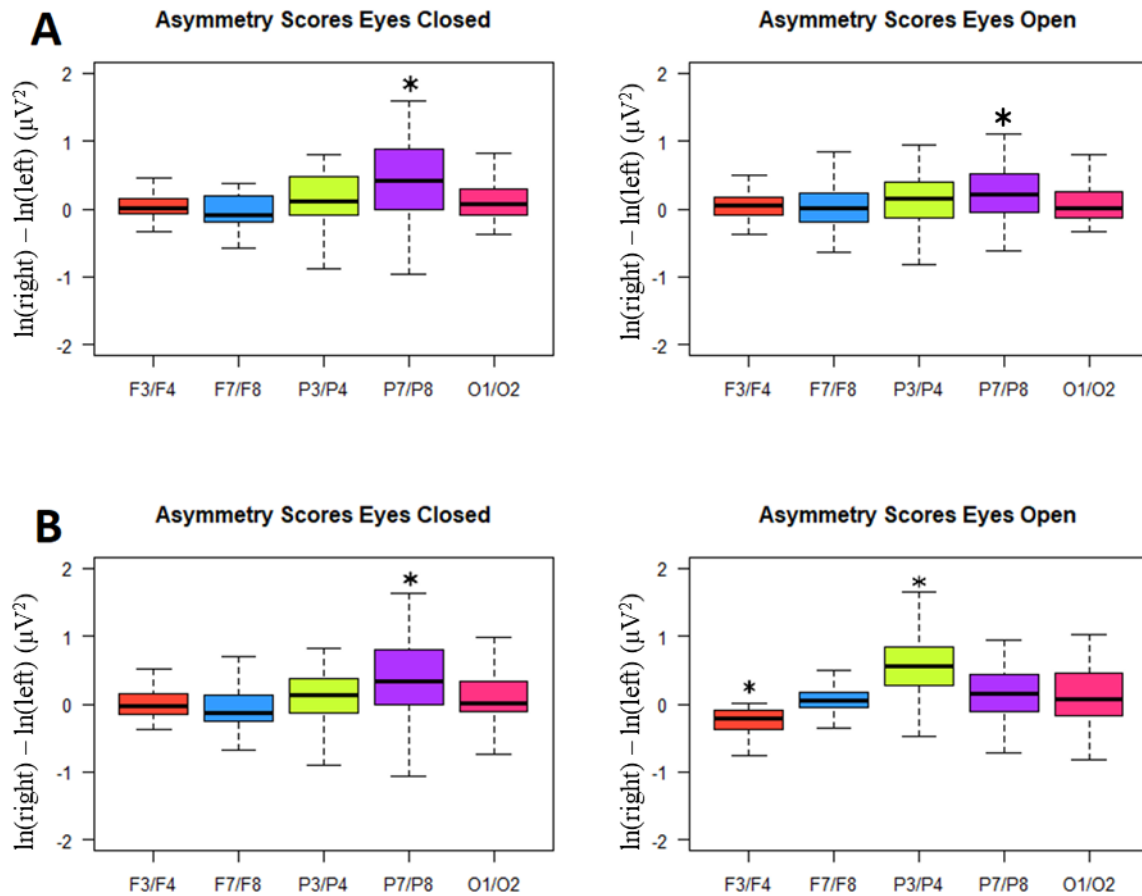 A
Asymmetry Scores Eyes Closed
ln(right) − ln(left) (µV²)
2
1
0
-1
-2
*
F3/F4 F7/F8 P3/P4 P7/P8 O1/O2
Asymmetry Scores Eyes Open
ln(right) − ln(left) (µV²)
2
1
0
-1
-2
*
F3/F4 F7/F8 P3/P4 P7/P8 O1/O2
B
Asymmetry Scores Eyes Closed
ln(right) − ln(left) (µV²)
2
1
0
-1
-2
*
F3/F4 F7/F8 P3/P4 P7/P8 O1/O2
Asymmetry Scores Eyes Open
ln(right) − ln(left) (µV²)
2
1
0
-1
-2
*
*
F3/F4 F7/F8 P3/P4 P7/P8 O1/O2